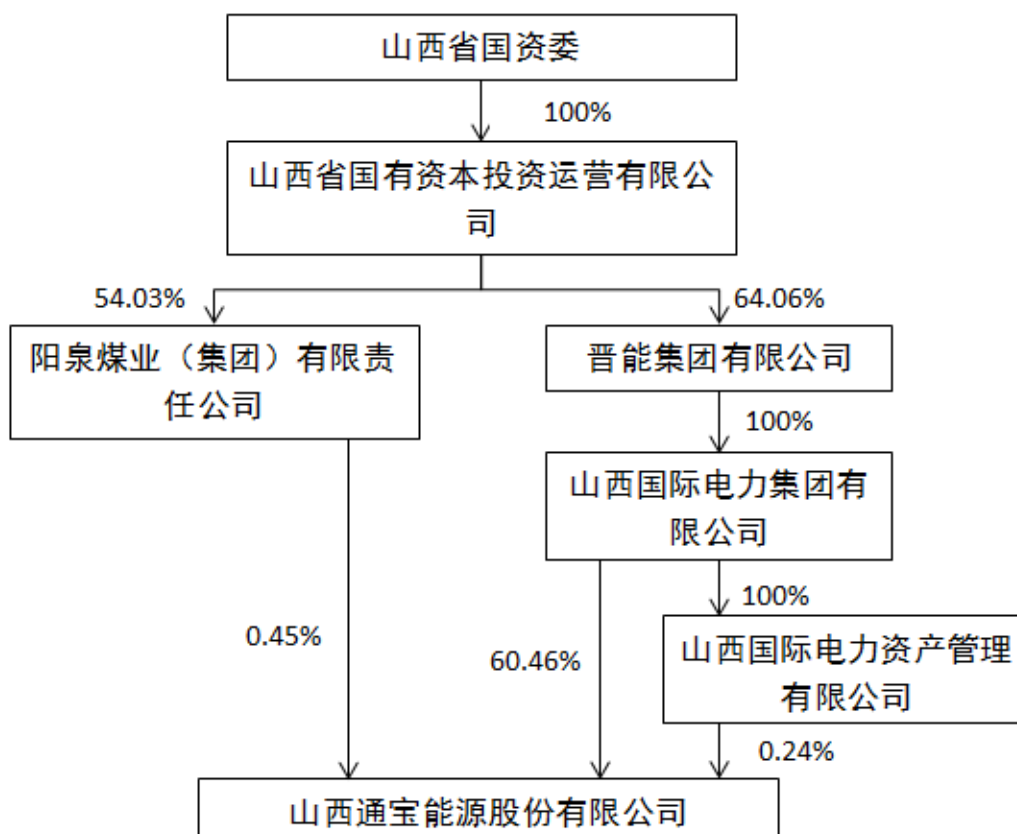 山西省国资委
100%
山西省国有资本投资运营有限公
司
54.03%
64.06%
阳泉煤业（集团）有限责
任公司
晋能集团有限公司
100%
山西国际电力集团有
限公司
100%
0.45%
60.46%
山西国际电力资产管理
有限公司
0.24%
山西通宝能源股份有限公司